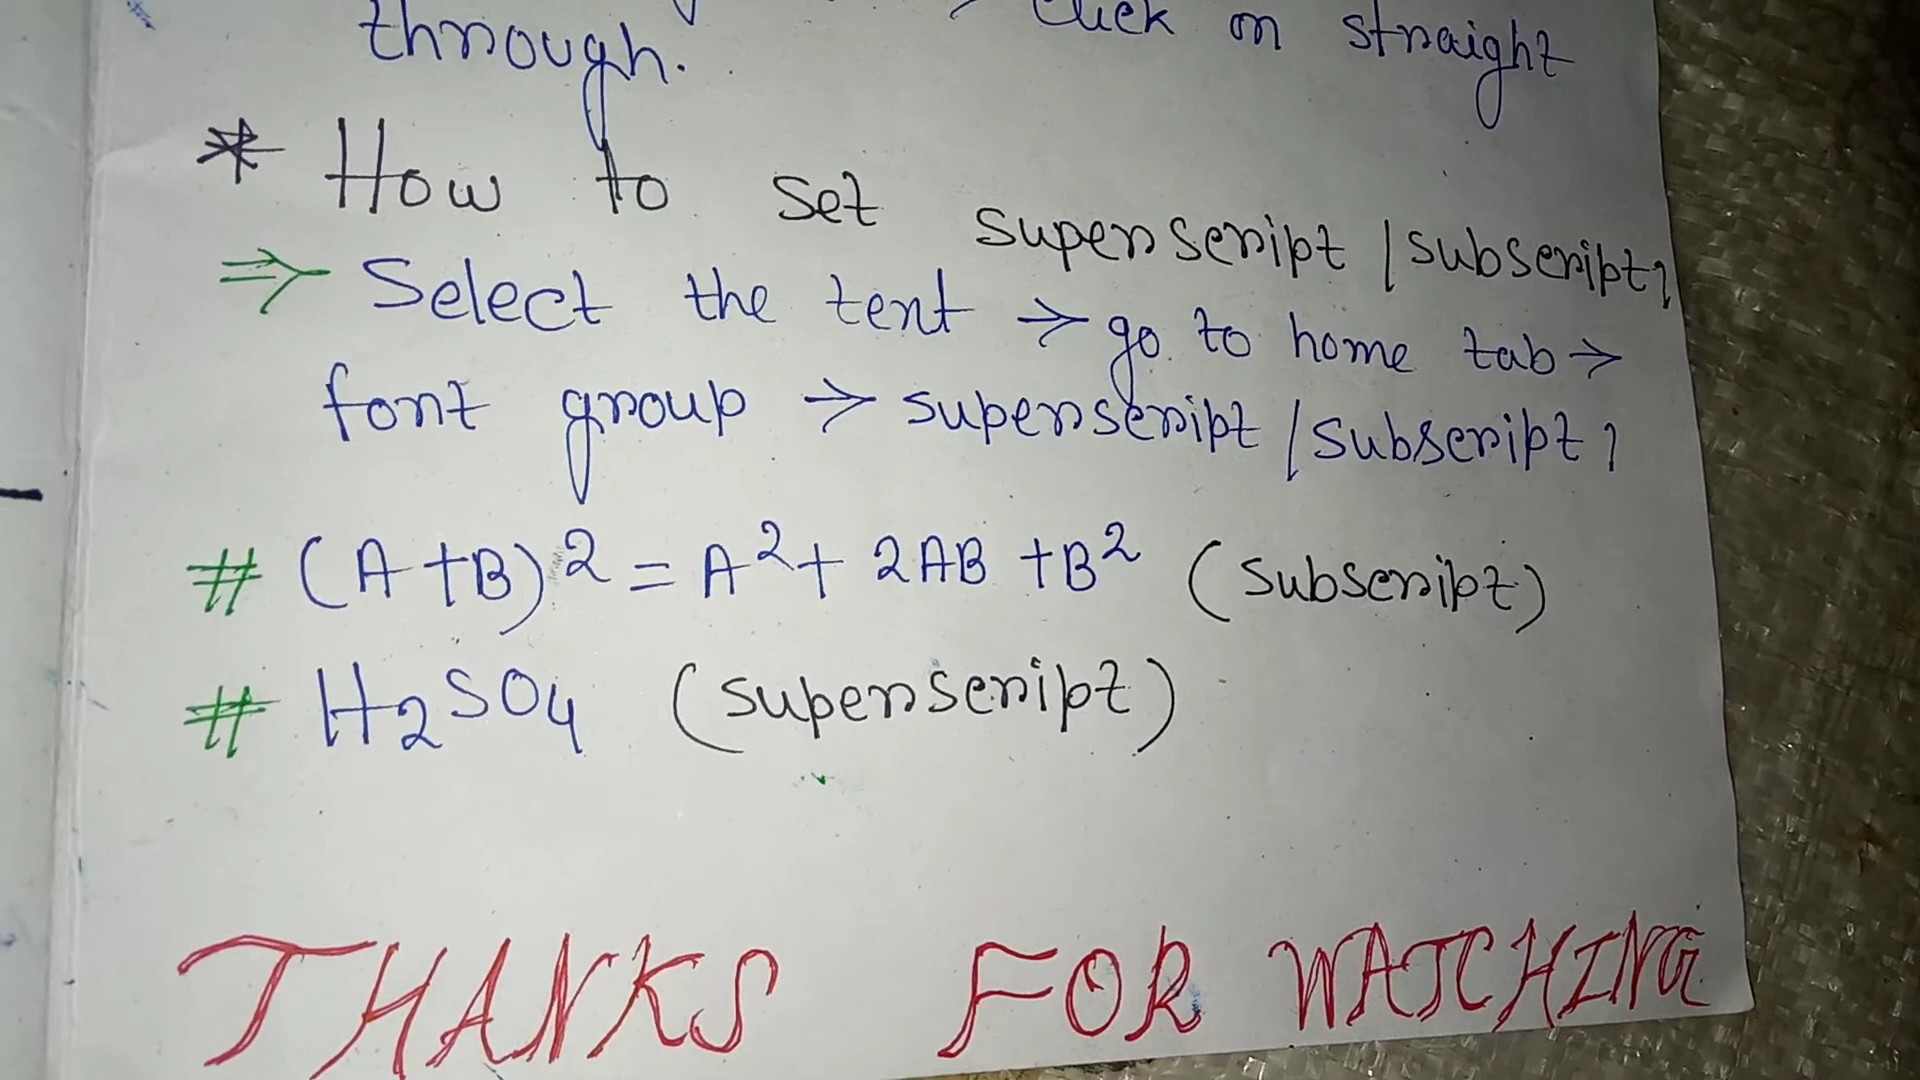 through. click on straight
* How to set superscript / subscript?
⇒ Select the text → go to home tab →
font group → superscript / subscript ?
# (A+B)² = A² + 2AB + B² (subscript)
# H₂SO₄ (superscript)
THANKS FOR WATCHING